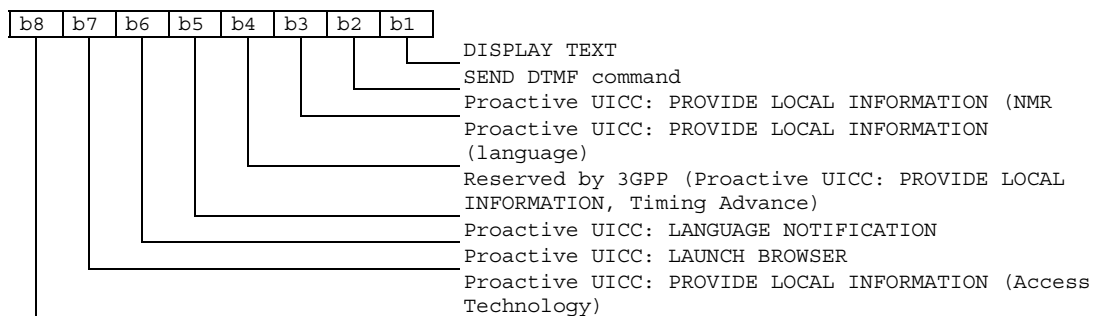 b8 b7 b6 b5 b4 b3 b2 b1
DISPLAY TEXT
SEND DTMF command
Proactive UICC: PROVIDE LOCAL INFORMATION (NMR
Proactive UICC: PROVIDE LOCAL INFORMATION
(language)
Reserved by 3GPP (Proactive UICC: PROVIDE LOCAL
INFORMATION, Timing Advance)
Proactive UICC: LANGUAGE NOTIFICATION
Proactive UICC: LAUNCH BROWSER
Proactive UICC: PROVIDE LOCAL INFORMATION (Access
Technology)